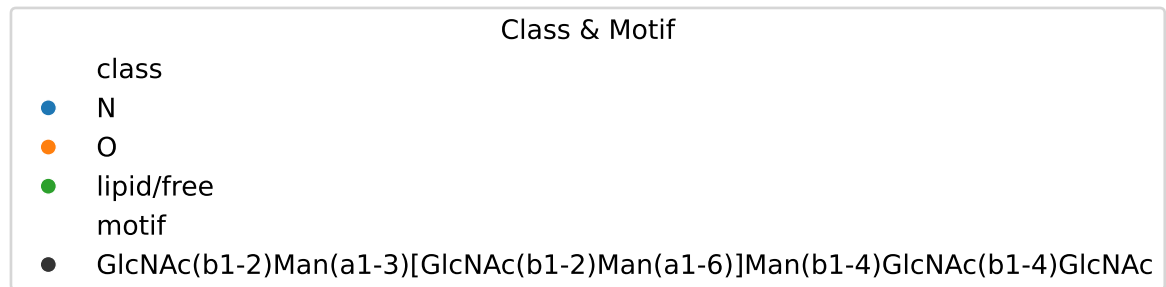 Class & Motif
class
N
O
lipid/free
motif
GlcNAc(b1-2)Man(a1-3)[GlcNAc(b1-2)Man(a1-6)]Man(b1-4)GlcNAc(b1-4)GlcNAc